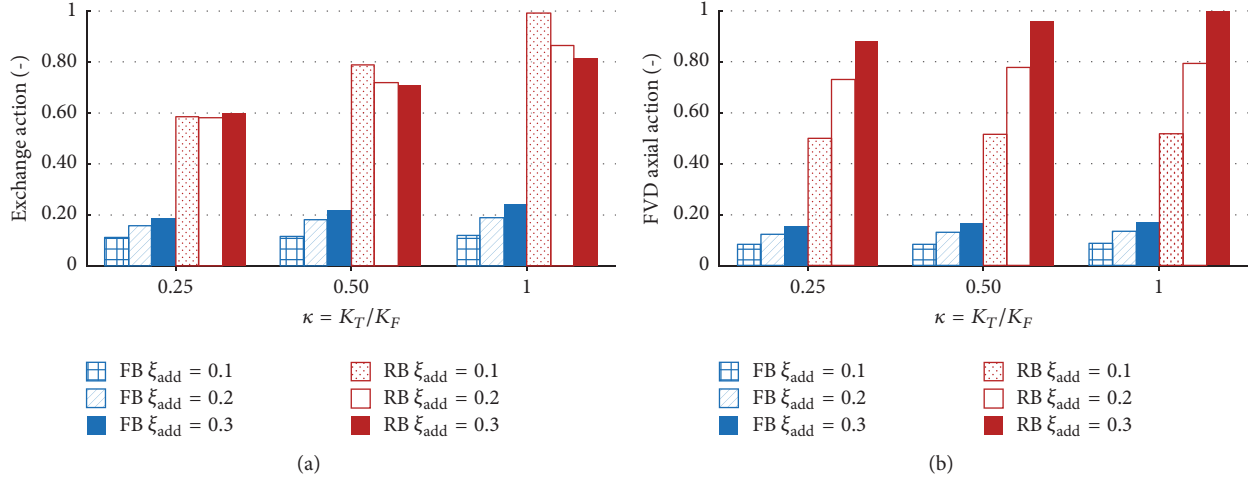 1
0.80
0.60
0.40
0.20
0
Exchange action (-)
0.25
0.50
1
κ = K_T/K_F
FB ξ_add = 0.1
FB ξ_add = 0.2
FB ξ_add = 0.3
RB ξ_add = 0.1
RB ξ_add = 0.2
RB ξ_add = 0.3
(a)
1
0.80
0.60
0.40
0.20
0
FVD axial action (-)
0.25
0.50
1
κ = K_T/K_F
FB ξ_add = 0.1
FB ξ_add = 0.2
FB ξ_add = 0.3
RB ξ_add = 0.1
RB ξ_add = 0.2
RB ξ_add = 0.3
(b)